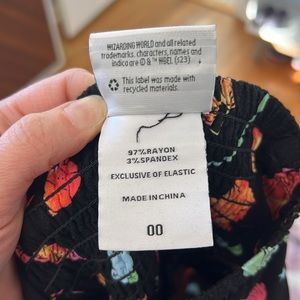 WIZARDING WORLD and all related
trademarks, characters, names and
indicia are © & ™ WBEI. (s23)
This label was made with
recycled materials.
97%RAYON
3%SPANDEX
EXCLUSIVE OF ELASTIC
MADE IN CHINA
00